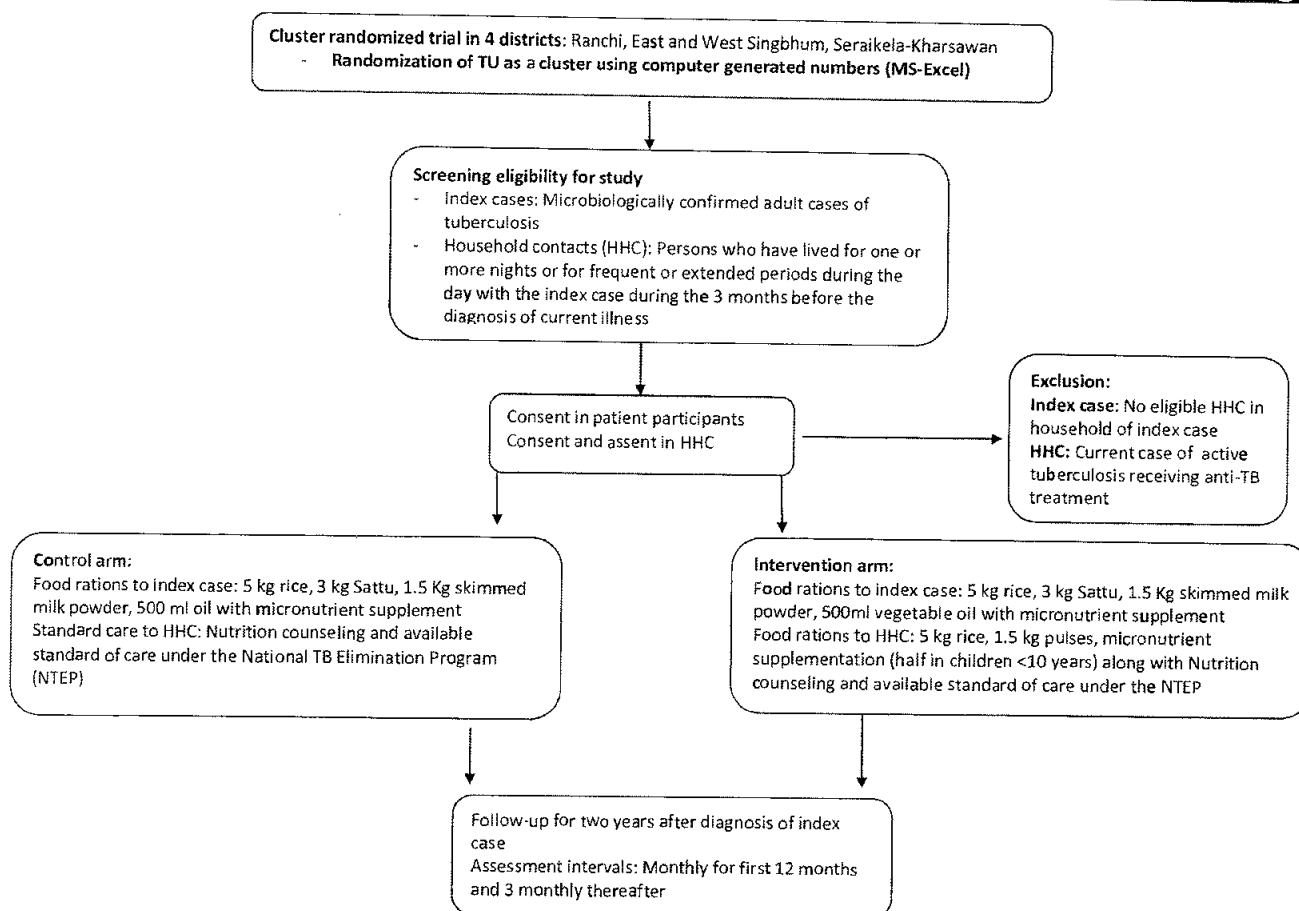 Cluster randomized trial in 4 districts: Ranchi, East and West Singbhum, Seraikela-Kharsawan
- Randomization of TU as a cluster using computer generated numbers (MS-Excel)
Screening eligibility for study
- Index cases: Microbiologically confirmed adult cases of
tuberculosis
- Household contacts (HHC): Persons who have lived for one or
more nights or for frequent or extended periods during the
day with the index case during the 3 months before the
diagnosis of current illness
Consent in patient participants
Consent and assent in HHC
Exclusion:
Index case: No eligible HHC in
household of index case
HHC: Current case of active
tuberculosis receiving anti-TB
treatment
Control arm:
Food rations to index case: 5 kg rice, 3 kg Sattu, 1.5 Kg skimmed
milk powder, 500 ml oil with micronutrient supplement
Standard care to HHC: Nutrition counseling and available
standard of care under the National TB Elimination Program
(NTEP)
Intervention arm:
Food rations to index case: 5 kg rice, 3 kg Sattu, 1.5 Kg skimmed milk
powder, 500ml vegetable oil with micronutrient supplement
Food rations to HHC: 5 kg rice, 1.5 kg pulses, micronutrient
supplementation (half in children <10 years) along with Nutrition
counseling and available standard of care under the NTEP
Follow-up for two years after diagnosis of index
case
Assessment intervals: Monthly for first 12 months
and 3 monthly thereafter